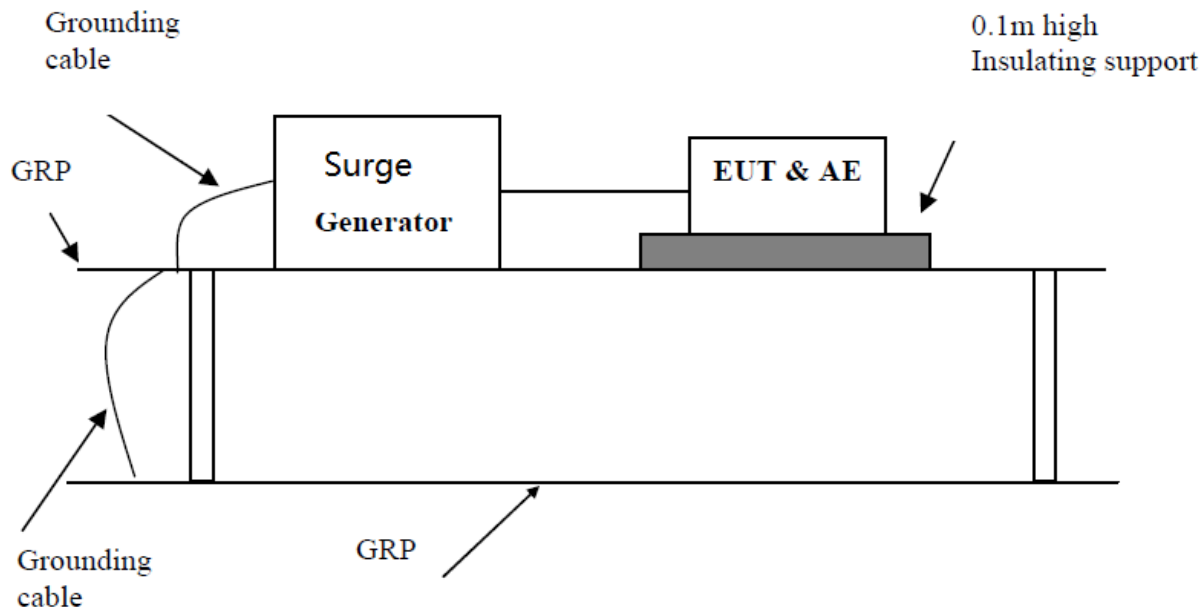 Grounding
cable
0.1m high
Insulating support
GRP
Surge
Generator
EUT & AE
GRP
Grounding
cable